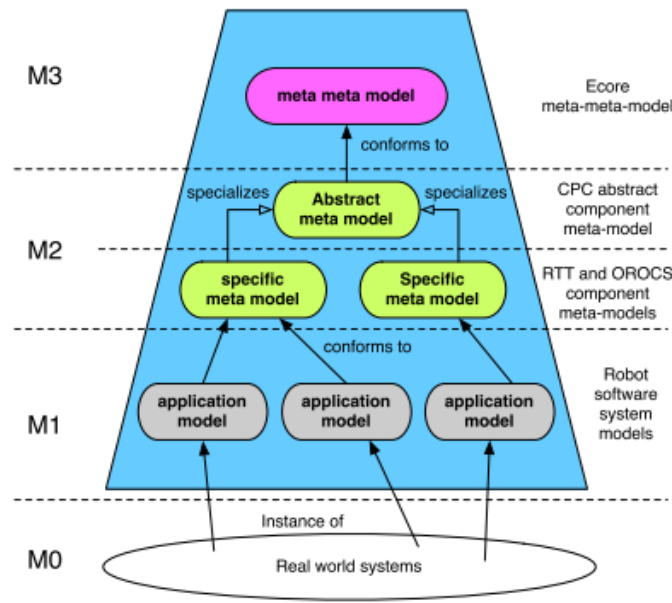 M3
meta meta model
Ecore
meta-meta-model
conforms to
specializes
specializes
Abstract
meta model
CPC abstract
component
meta-model
M2
specific
meta model
Specific
meta model
RTT and OROCS
component
meta-models
conforms to
M1
application
model
application
model
application
model
Robot
software
system
models
Instance of
M0
Real world systems